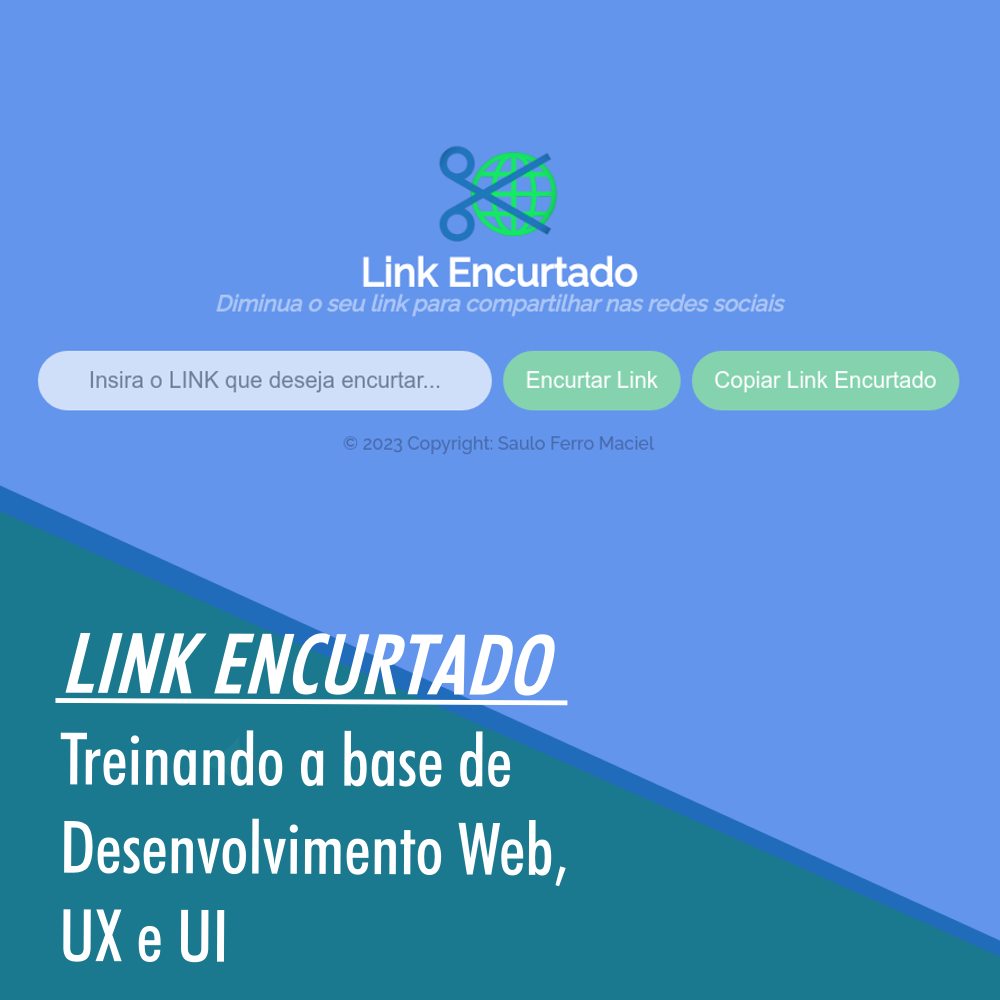 Link Encurtado
Diminua o seu link para compartilhar nas redes sociais
Insira o LINK que deseja encurtar...
Encurtar Link
Copiar Link Encurtado
© 2023 Copyright: Saulo Ferro Maciel
LINK ENCURTADO
Treinando a base de
Desenvolvimento Web,
UX e UI